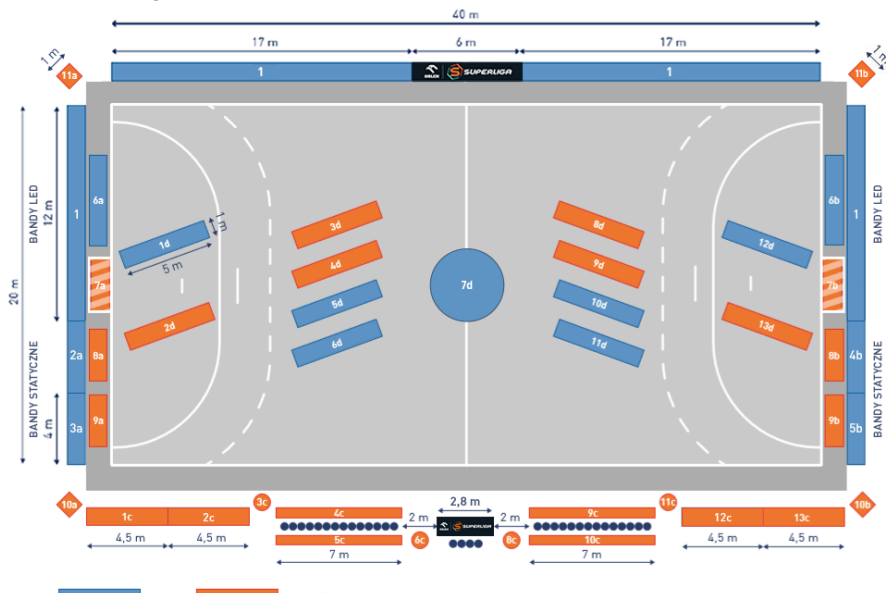 40 m
17 m 6 m 17 m
1 m 1 m
11a 1 ORLEN SUPERLIGA 1 11b
BANDY LED
BANDY LED
12 m
20 m
1 6a 6b 1
1d 1 m 5 m 3d 8d 12d
4d 9d
7a 7d 7b
5d 10d
2d 13d
6d 11d
BANDY STATYCZNE
BANDY STATYCZNE
4 m
2a 8a 8b 4b
3a 9a 9b 5b
10a 3c 2,8 m 11c 10b
1c 2c 4c 2 m ORLEN SUPERLIGA 2 m 9c 12c 13c
4,5 m 4,5 m 5c 6c 8c 10c 4,5 m 4,5 m
7 m 7 m